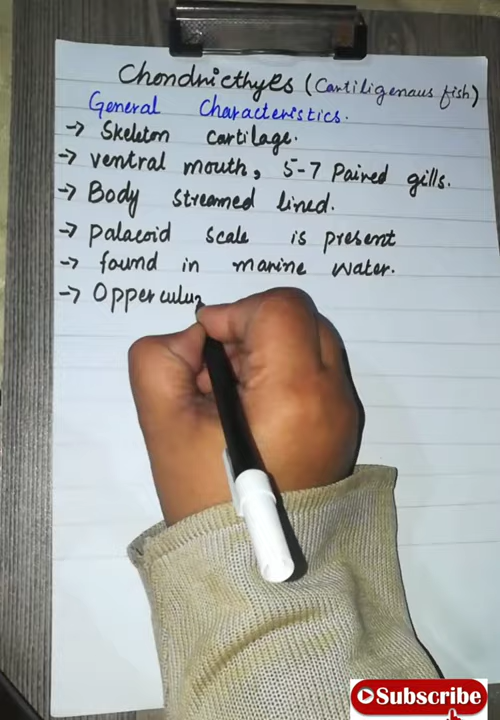 Chondricthyes (Cartiligenaus fish)
General Characteristics.
→ Skeleton cartilage.
→ ventral mouth, 5-7 Paired gills.
→ Body streamed lined.
→ palacoid scale is present
→ found in marine water.
→ Opperculu
Subscribe